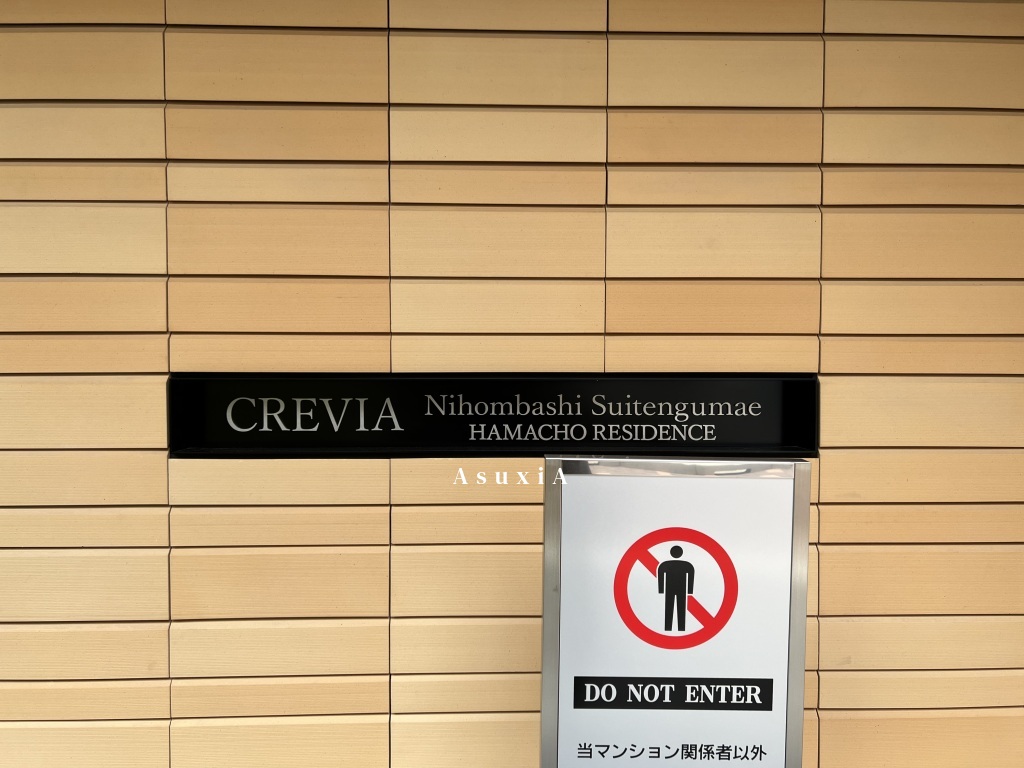 CREVIA
Nihombashi Suitengumae
HAMACHO RESIDENCE
AsuxiA
DO NOT ENTER
当マンション関係者以外